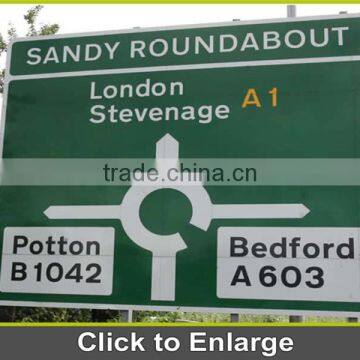 SANDY ROUNDABOUT
London
Stevenage A1
trade.china.cn
Potton
B1042
Bedford
A603
Click to Enlarge